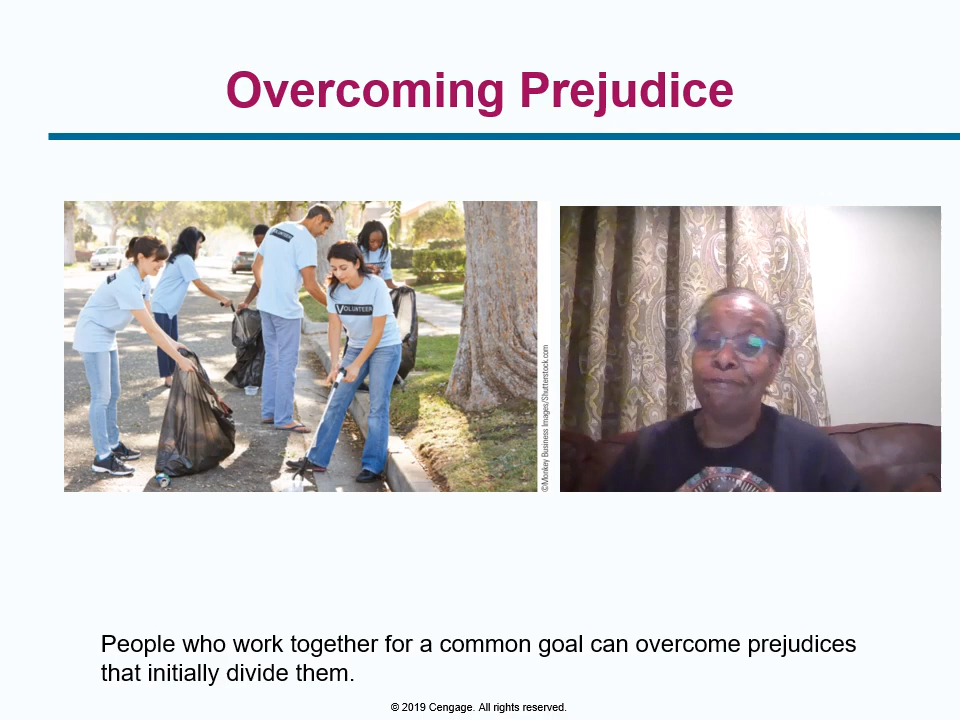 Overcoming Prejudice
VOLUNTEER
VOLUNTEER
©Monkey Business Images/Shutterstock.com
People who work together for a common goal can overcome prejudices
that initially divide them.
© 2019 Cengage. All rights reserved.